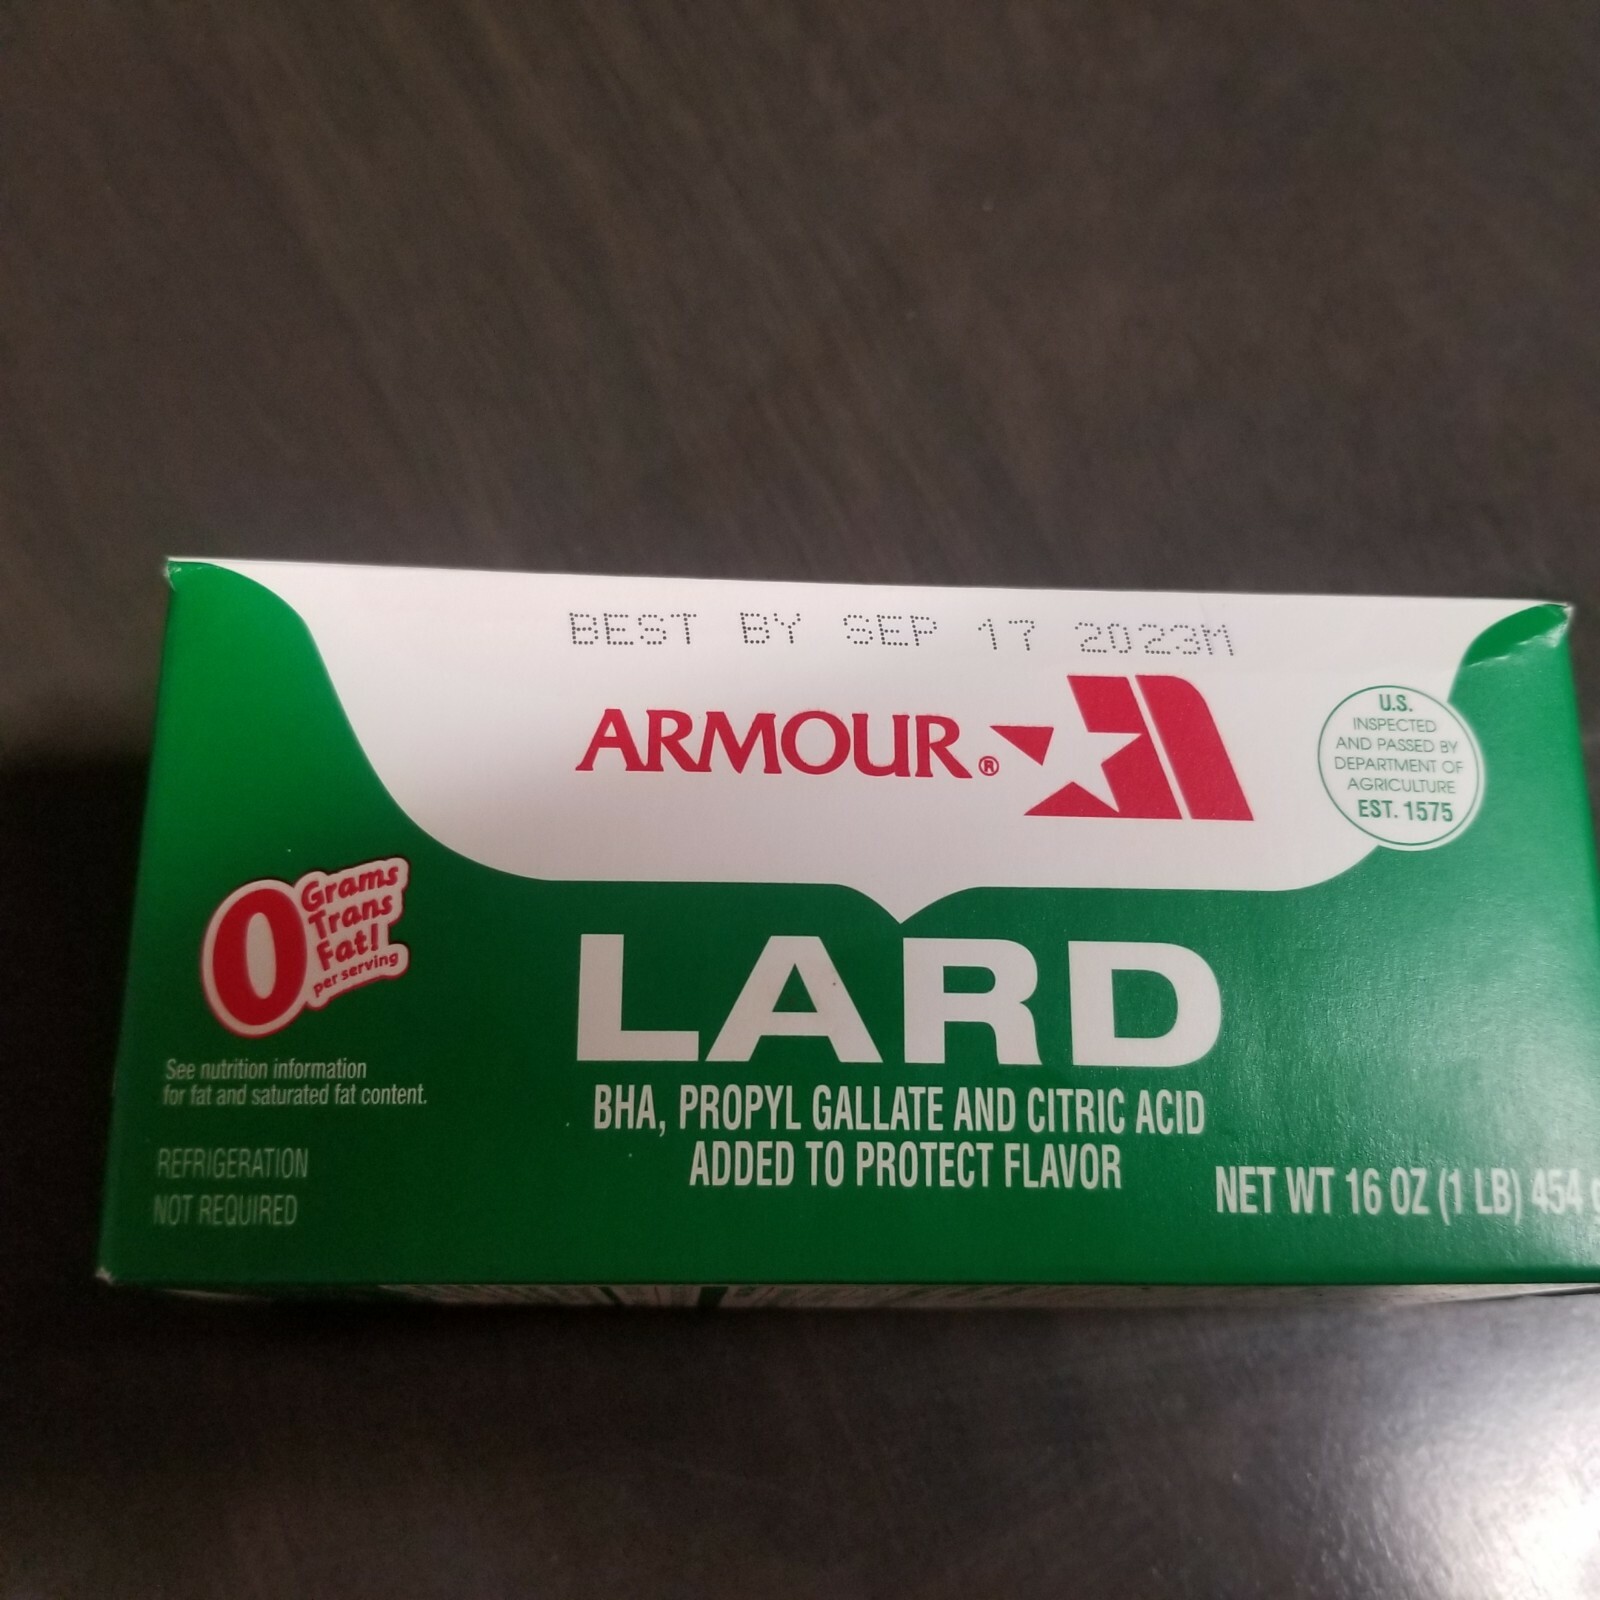 BEST BY SEP 17 2023M
ARMOUR®
U.S.
INSPECTED
AND PASSED BY
DEPARTMENT OF
AGRICULTURE
EST. 1575
0 Grams
Trans
Fat!
per serving
LARD
See nutrition information
for fat and saturated fat content.
BHA, PROPYL GALLATE AND CITRIC ACID
ADDED TO PROTECT FLAVOR
REFRIGERATION
NOT REQUIRED
NET WT 16 OZ (1 LB) 454